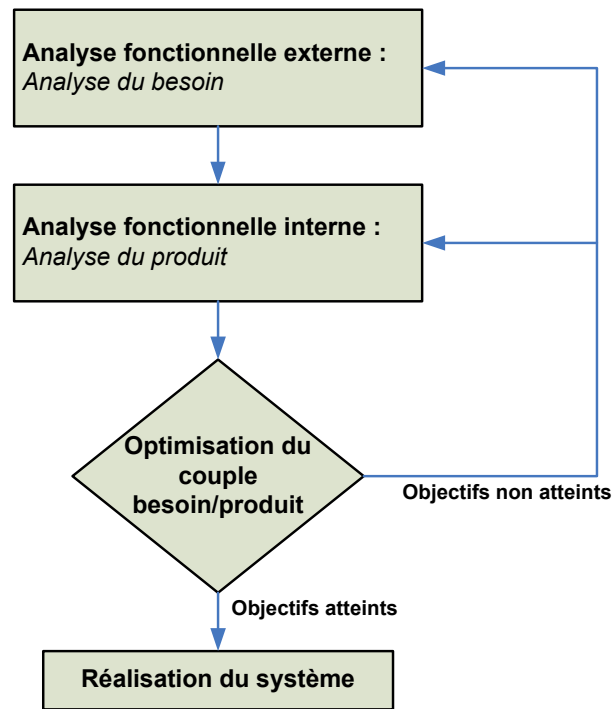 Analyse fonctionnelle externe :
Analyse du besoin
Analyse fonctionnelle interne :
Analyse du produit
Optimisation du
couple
besoin/produit
Objectifs non atteints
Objectifs atteints
Réalisation du système